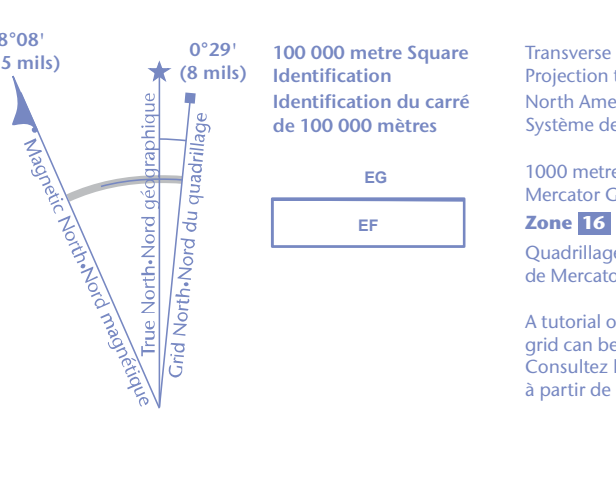 8°08'
5 mils)
Magnetic North•Nord magnétique
True North•Nord géographique
0°29'
(8 mils)
Grid North•Nord du quadrillage
100 000 metre Square
Identification
Identification du carré
de 100 000 mètres
EG
EF
Transverse
Projection
North Ame
Système de
1000 metre
Mercator G
Zone 16
Quadrillage
de Mercato
A tutorial o
grid can be
Consultez l
à partir de